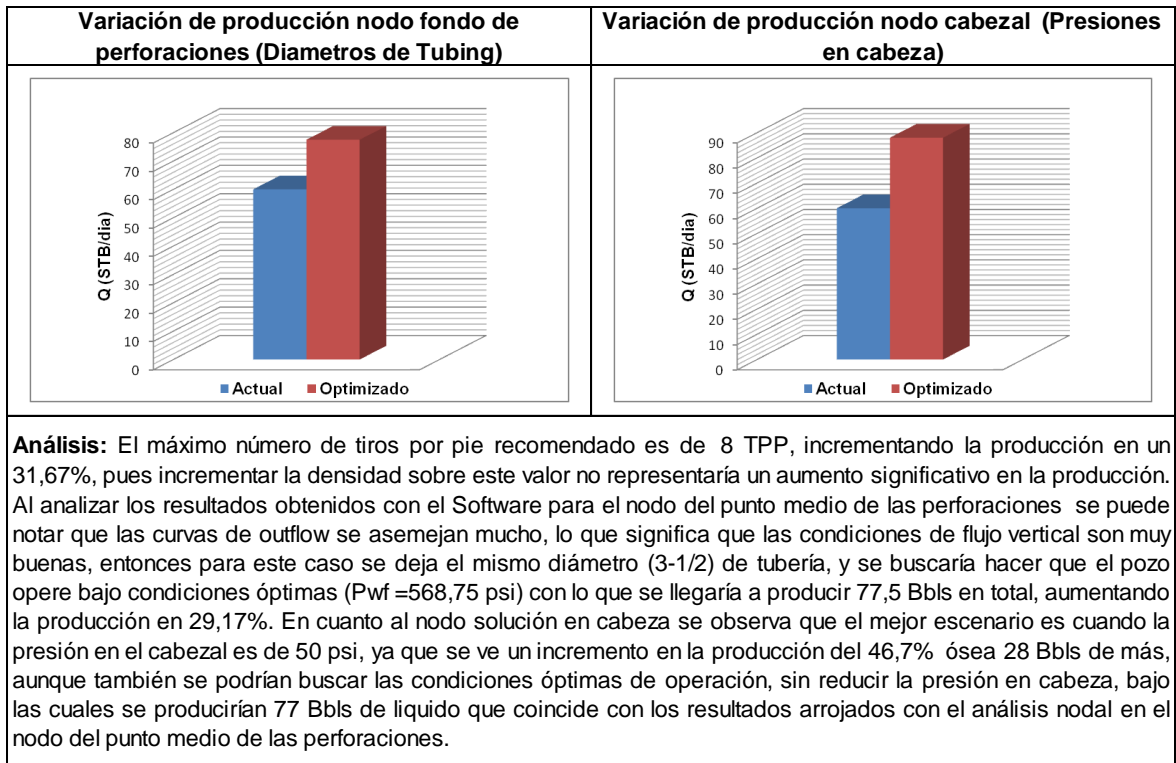 Variación de producción nodo fondo de
perforaciones (Diametros de Tubing)
Variación de producción nodo cabezal (Presiones
en cabeza)
80
70
60
50
40
30
20
10
0
Q (STB/dia)
Actual Optimizado
90
80
70
60
50
40
30
20
10
0
Q (STB/dia)
Actual Optimizado
Análisis: El máximo número de tiros por pie recomendado es de 8 TPP, incrementando la producción en un
31,67%, pues incrementar la densidad sobre este valor no representaría un aumento significativo en la producción.
Al analizar los resultados obtenidos con el Software para el nodo del punto medio de las perforaciones se puede
notar que las curvas de outflow se asemejan mucho, lo que significa que las condiciones de flujo vertical son muy
buenas, entonces para este caso se deja el mismo diámetro (3-1/2) de tubería, y se buscaría hacer que el pozo
opere bajo condiciones óptimas (Pwf =568,75 psi) con lo que se llegaría a producir 77,5 Bbls en total, aumentando
la producción en 29,17%. En cuanto al nodo solución en cabeza se observa que el mejor escenario es cuando la
presión en el cabezal es de 50 psi, ya que se ve un incremento en la producción del 46,7% ósea 28 Bbls de más,
aunque también se podrían buscar las condiciones óptimas de operación, sin reducir la presión en cabeza, bajo
las cuales se producirían 77 Bbls de liquido que coincide con los resultados arrojados con el análisis nodal en el
nodo del punto medio de las perforaciones.